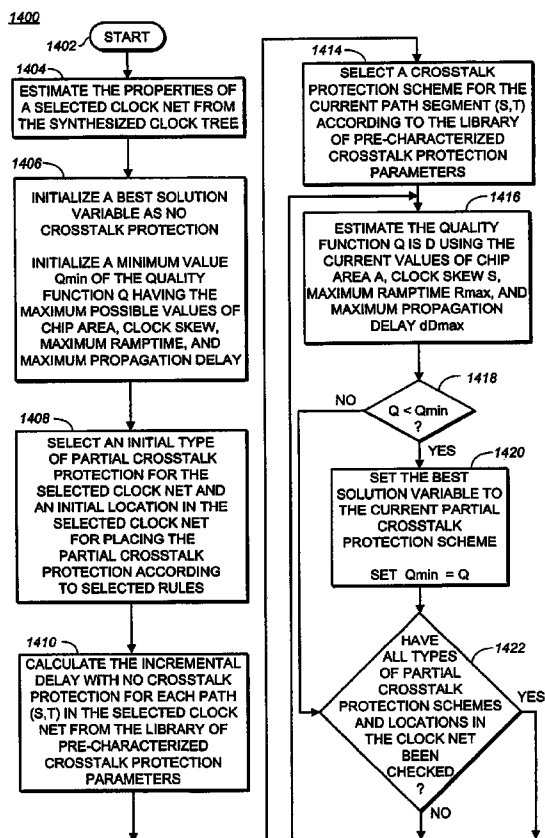 1400
1402
START
1404
ESTIMATE THE PROPERTIES OF
A SELECTED CLOCK NET FROM
THE SYNTHESIZED CLOCK TREE
1406
INITIALIZE A BEST SOLUTION
VARIABLE AS NO
CROSSTALK PROTECTION
INITIALIZE A MINIMUM VALUE
Qmin OF THE QUALITY
FUNCTION Q HAVING THE
MAXIMUM POSSIBLE VALUES OF
CHIP AREA, CLOCK SKEW,
MAXIMUM RAMPTIME, AND
MAXIMUM PROPAGATION DELAY
1408
SELECT AN INITIAL TYPE
OF PARTIAL CROSSTALK
PROTECTION FOR THE
SELECTED CLOCK NET AND
AN INITIAL LOCATION IN
THE SELECTED CLOCK NET
FOR PLACING THE
PARTIAL CROSSTALK
PROTECTION ACCORDING
TO SELECTED RULES
1410
CALCULATE THE INCREMENTAL
DELAY WITH NO CROSSTALK
PROTECTION FOR EACH PATH
(S,T) IN THE SELECTED CLOCK
NET FROM THE LIBRARY OF
PRE-CHARACTERIZED
CROSSTALK PROTECTION
PARAMETERS
1414
SELECT A CROSSTALK
PROTECTION SCHEME FOR THE
CURRENT PATH SEGMENT (S,T)
ACCORDING TO THE LIBRARY
OF PRE-CHARACTERIZED
CROSSTALK PROTECTION
PARAMETERS
1416
ESTIMATE THE QUALITY
FUNCTION Q IS D USING THE
CURRENT VALUES OF CHIP
AREA A, CLOCK SKEW S,
MAXIMUM RAMPTIME Rmax, AND
MAXIMUM PROPAGATION
DELAY dDmax
1418
NO
Q < Qmin
?
YES
1420
SET THE BEST
SOLUTION VARIABLE TO
THE CURRENT PARTIAL
CROSSTALK
PROTECTION SCHEME
SET Qmin = Q
1422
HAVE
ALL TYPES
OF PARTIAL
CROSSTALK
PROTECTION SCHEMES
AND LOCATIONS IN
THE CLOCK NET
BEEN
CHECKED
?
YES
NO